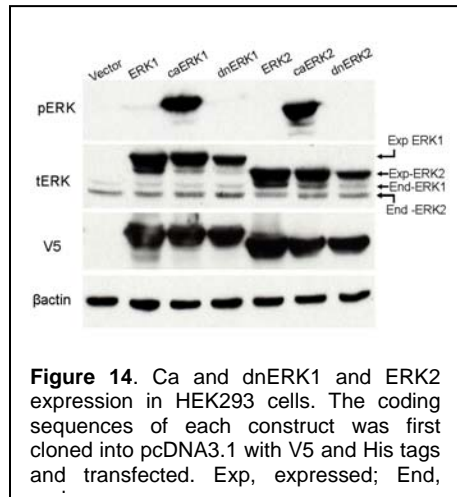 Vector ERK1 caERK1 dnERK1 ERK2 caERK2 dnERK2
pERK
Exp ERK1
tERK
Exp-ERK2
End-ERK1
End -ERK2
V5
βactin
Figure 14. Ca and dnERK1 and ERK2
expression in HEK293 cells. The coding
sequences of each construct was first
cloned into pcDNA3.1 with V5 and His tags
and transfected. Exp, expressed; End,